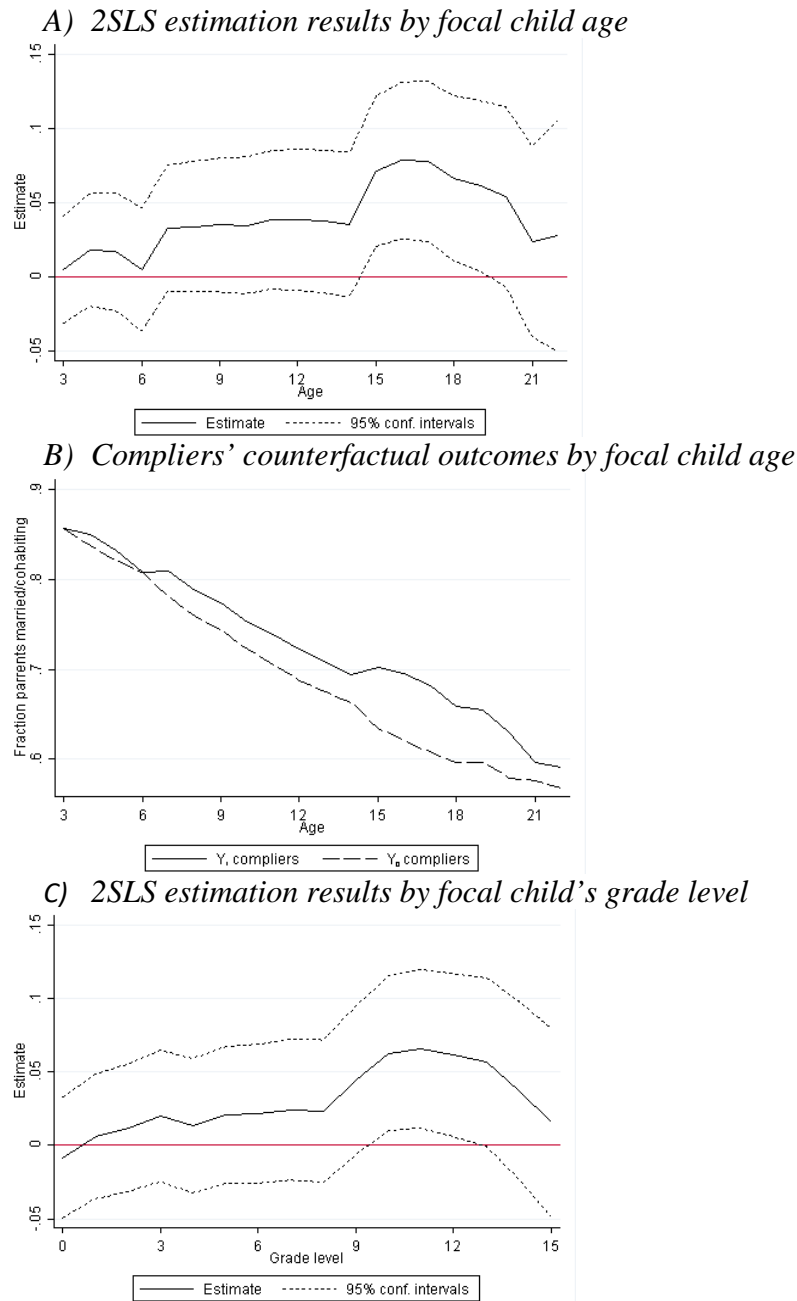 A) 2SLS estimation results by focal child age
.15
.1
.05
0
-.05
Estimate
3 6 9 12 15 18 21
Age
Estimate 95% conf. intervals
B) Compliers’ counterfactual outcomes by focal child age
.9
.8
.7
.6
Fraction parrents married/cohabiting
3 6 9 12 15 18 21
Age
Y₁ compliers Y₀ compliers
C) 2SLS estimation results by focal child’s grade level
.15
.1
.05
0
-.05
Estimate
0 3 6 9 12 15
Grade level
Estimate 95% conf. intervals